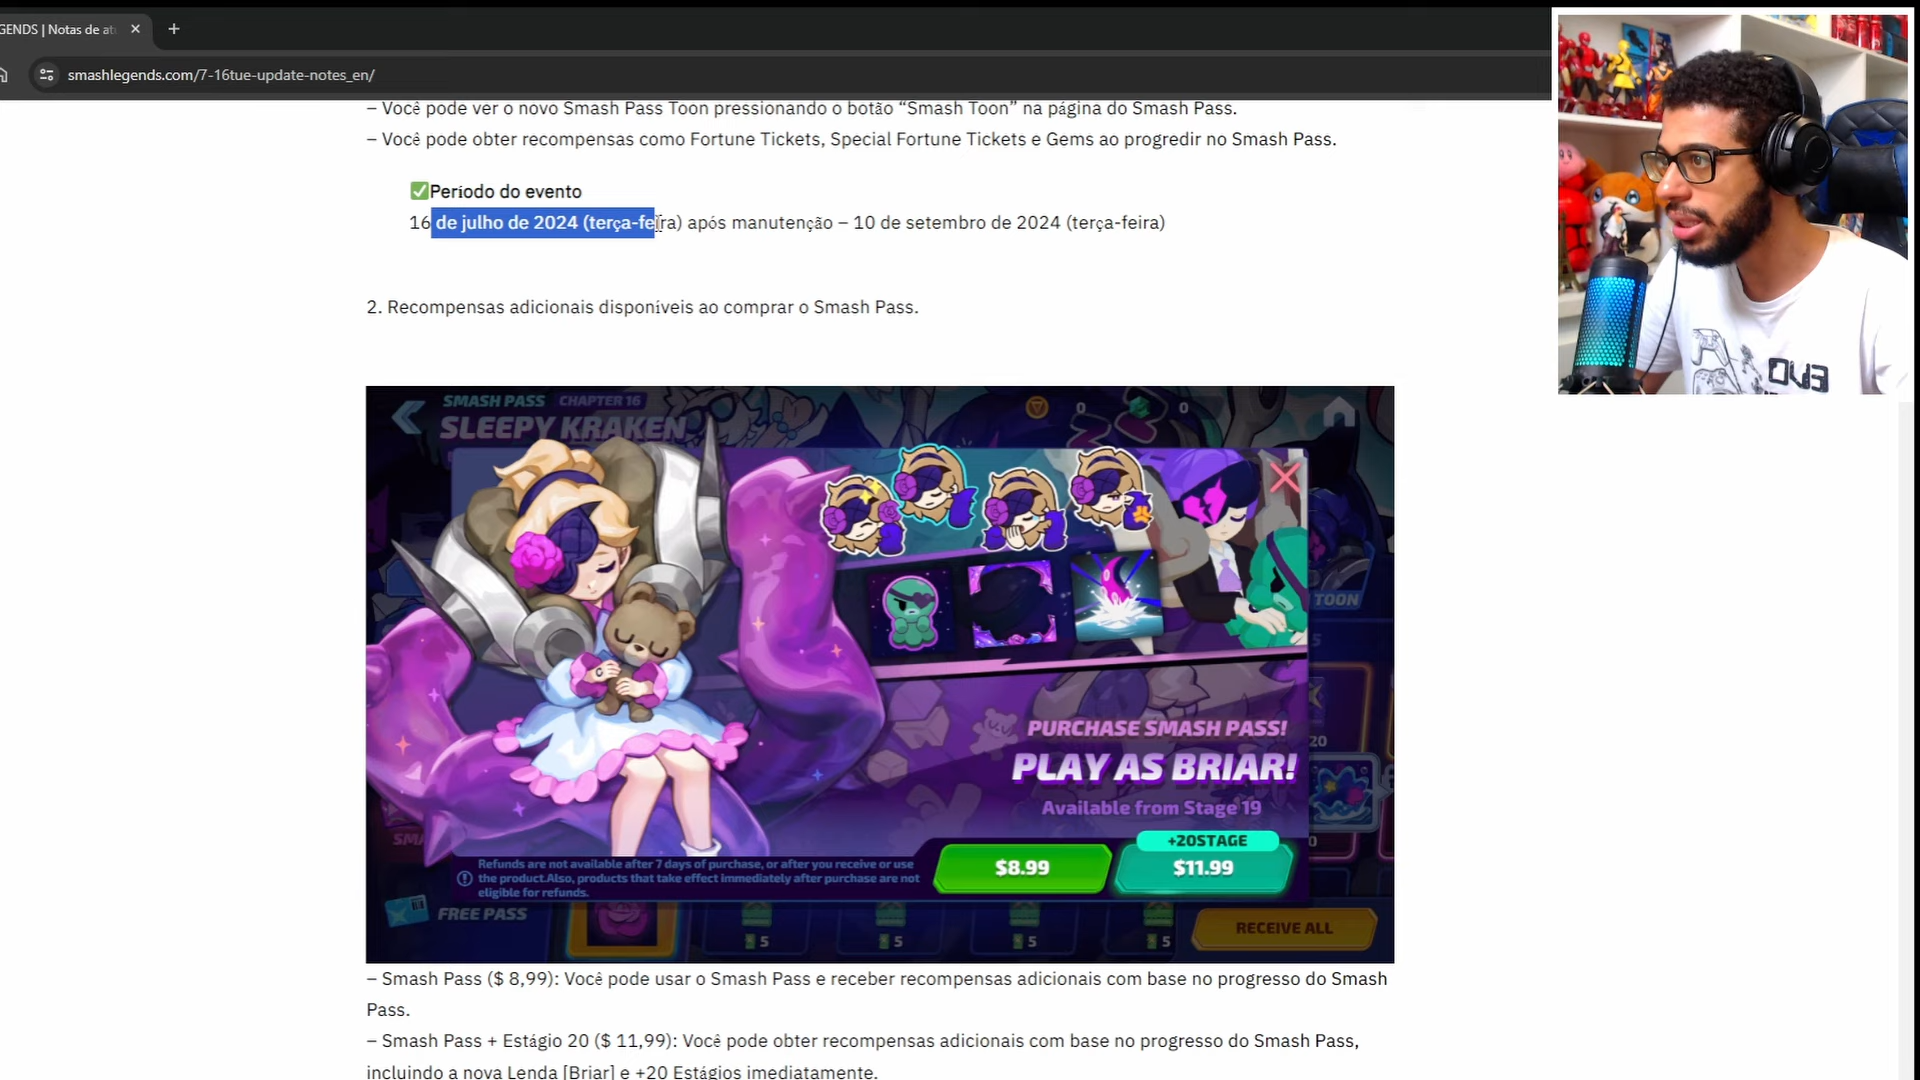 GENDS | Notas de at
smashlegends.com/7-16tue-update-notes_en/
– Você pode ver o novo Smash Pass Toon pressionando o botão “Smash Toon” na página do Smash Pass.
– Você pode obter recompensas como Fortune Tickets, Special Fortune Tickets e Gems ao progredir no Smash Pass.
✅Período do evento
16 de julho de 2024 (terça-feira) após manutenção – 10 de setembro de 2024 (terça-feira)
2. Recompensas adicionais disponíveis ao comprar o Smash Pass.
SMASH PASS CHAPTER 16
0 0
SLEEPY KRAKEN
TOON
PURCHASE SMASH PASS!
PLAY AS BRIAR!
Available from Stage 19
+20STAGE
$8.99 $11.99
Refunds are not available after 7 days of purchase, or after you receive or use
the product.Also, products that take effect immediately after purchase are not
eligible for refunds.
FREE PASS
5 5 5 5
RECEIVE ALL
– Smash Pass ($ 8,99): Você pode usar o Smash Pass e receber recompensas adicionais com base no progresso do Smash
Pass.
– Smash Pass + Estágio 20 ($ 11,99): Você pode obter recompensas adicionais com base no progresso do Smash Pass,
incluindo a nova Lenda [Briar] e +20 Estágios imediatamente.